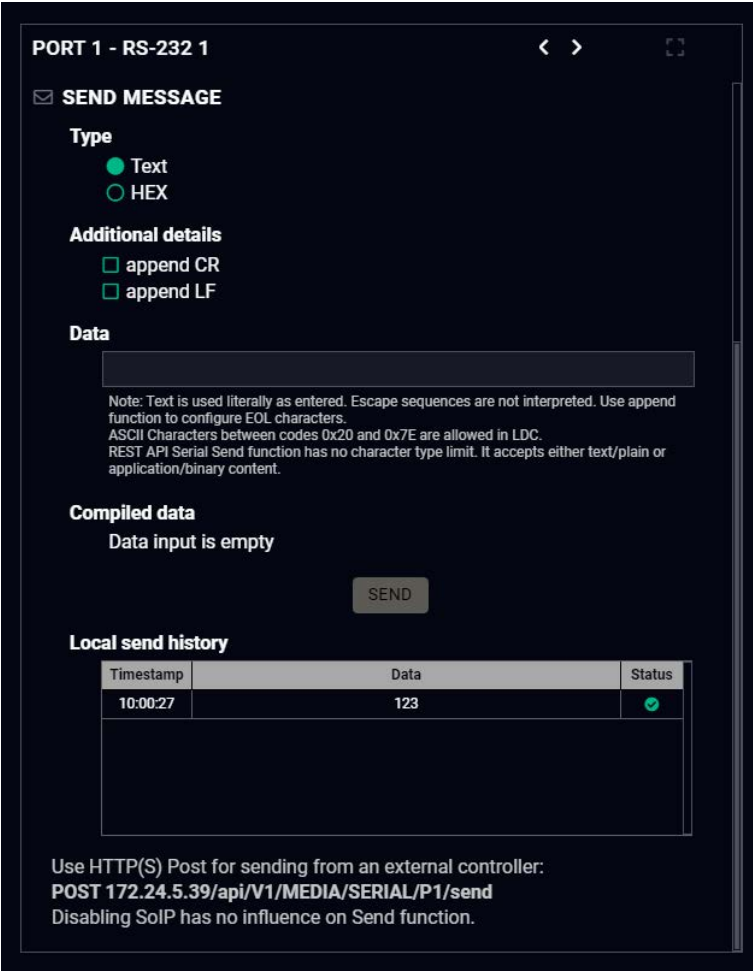 PORT 1 - RS-232 1
SEND MESSAGE
Type
Text
HEX
Additional details
append CR
append LF
Data
Note: Text is used literally as entered. Escape sequences are not interpreted. Use append
function to configure EOL characters.
ASCII Characters between codes 0x20 and 0x7E are allowed in LDC.
REST API Serial Send function has no character type limit. It accepts either text/plain or
application/binary content.
Compiled data
Data input is empty
SEND
Local send history
Timestamp Data Status
10:00:27 123
Use HTTP(S) Post for sending from an external controller:
POST 172.24.5.39/api/V1/MEDIA/SERIAL/P1/send
Disabling SoIP has no influence on Send function.